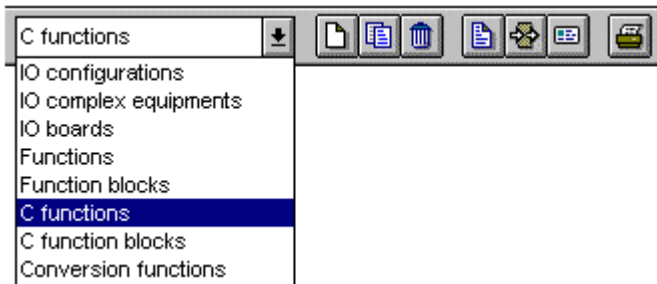 C functions
IO configurations
IO complex equipments
IO boards
Functions
Function blocks
C functions
C function blocks
Conversion functions